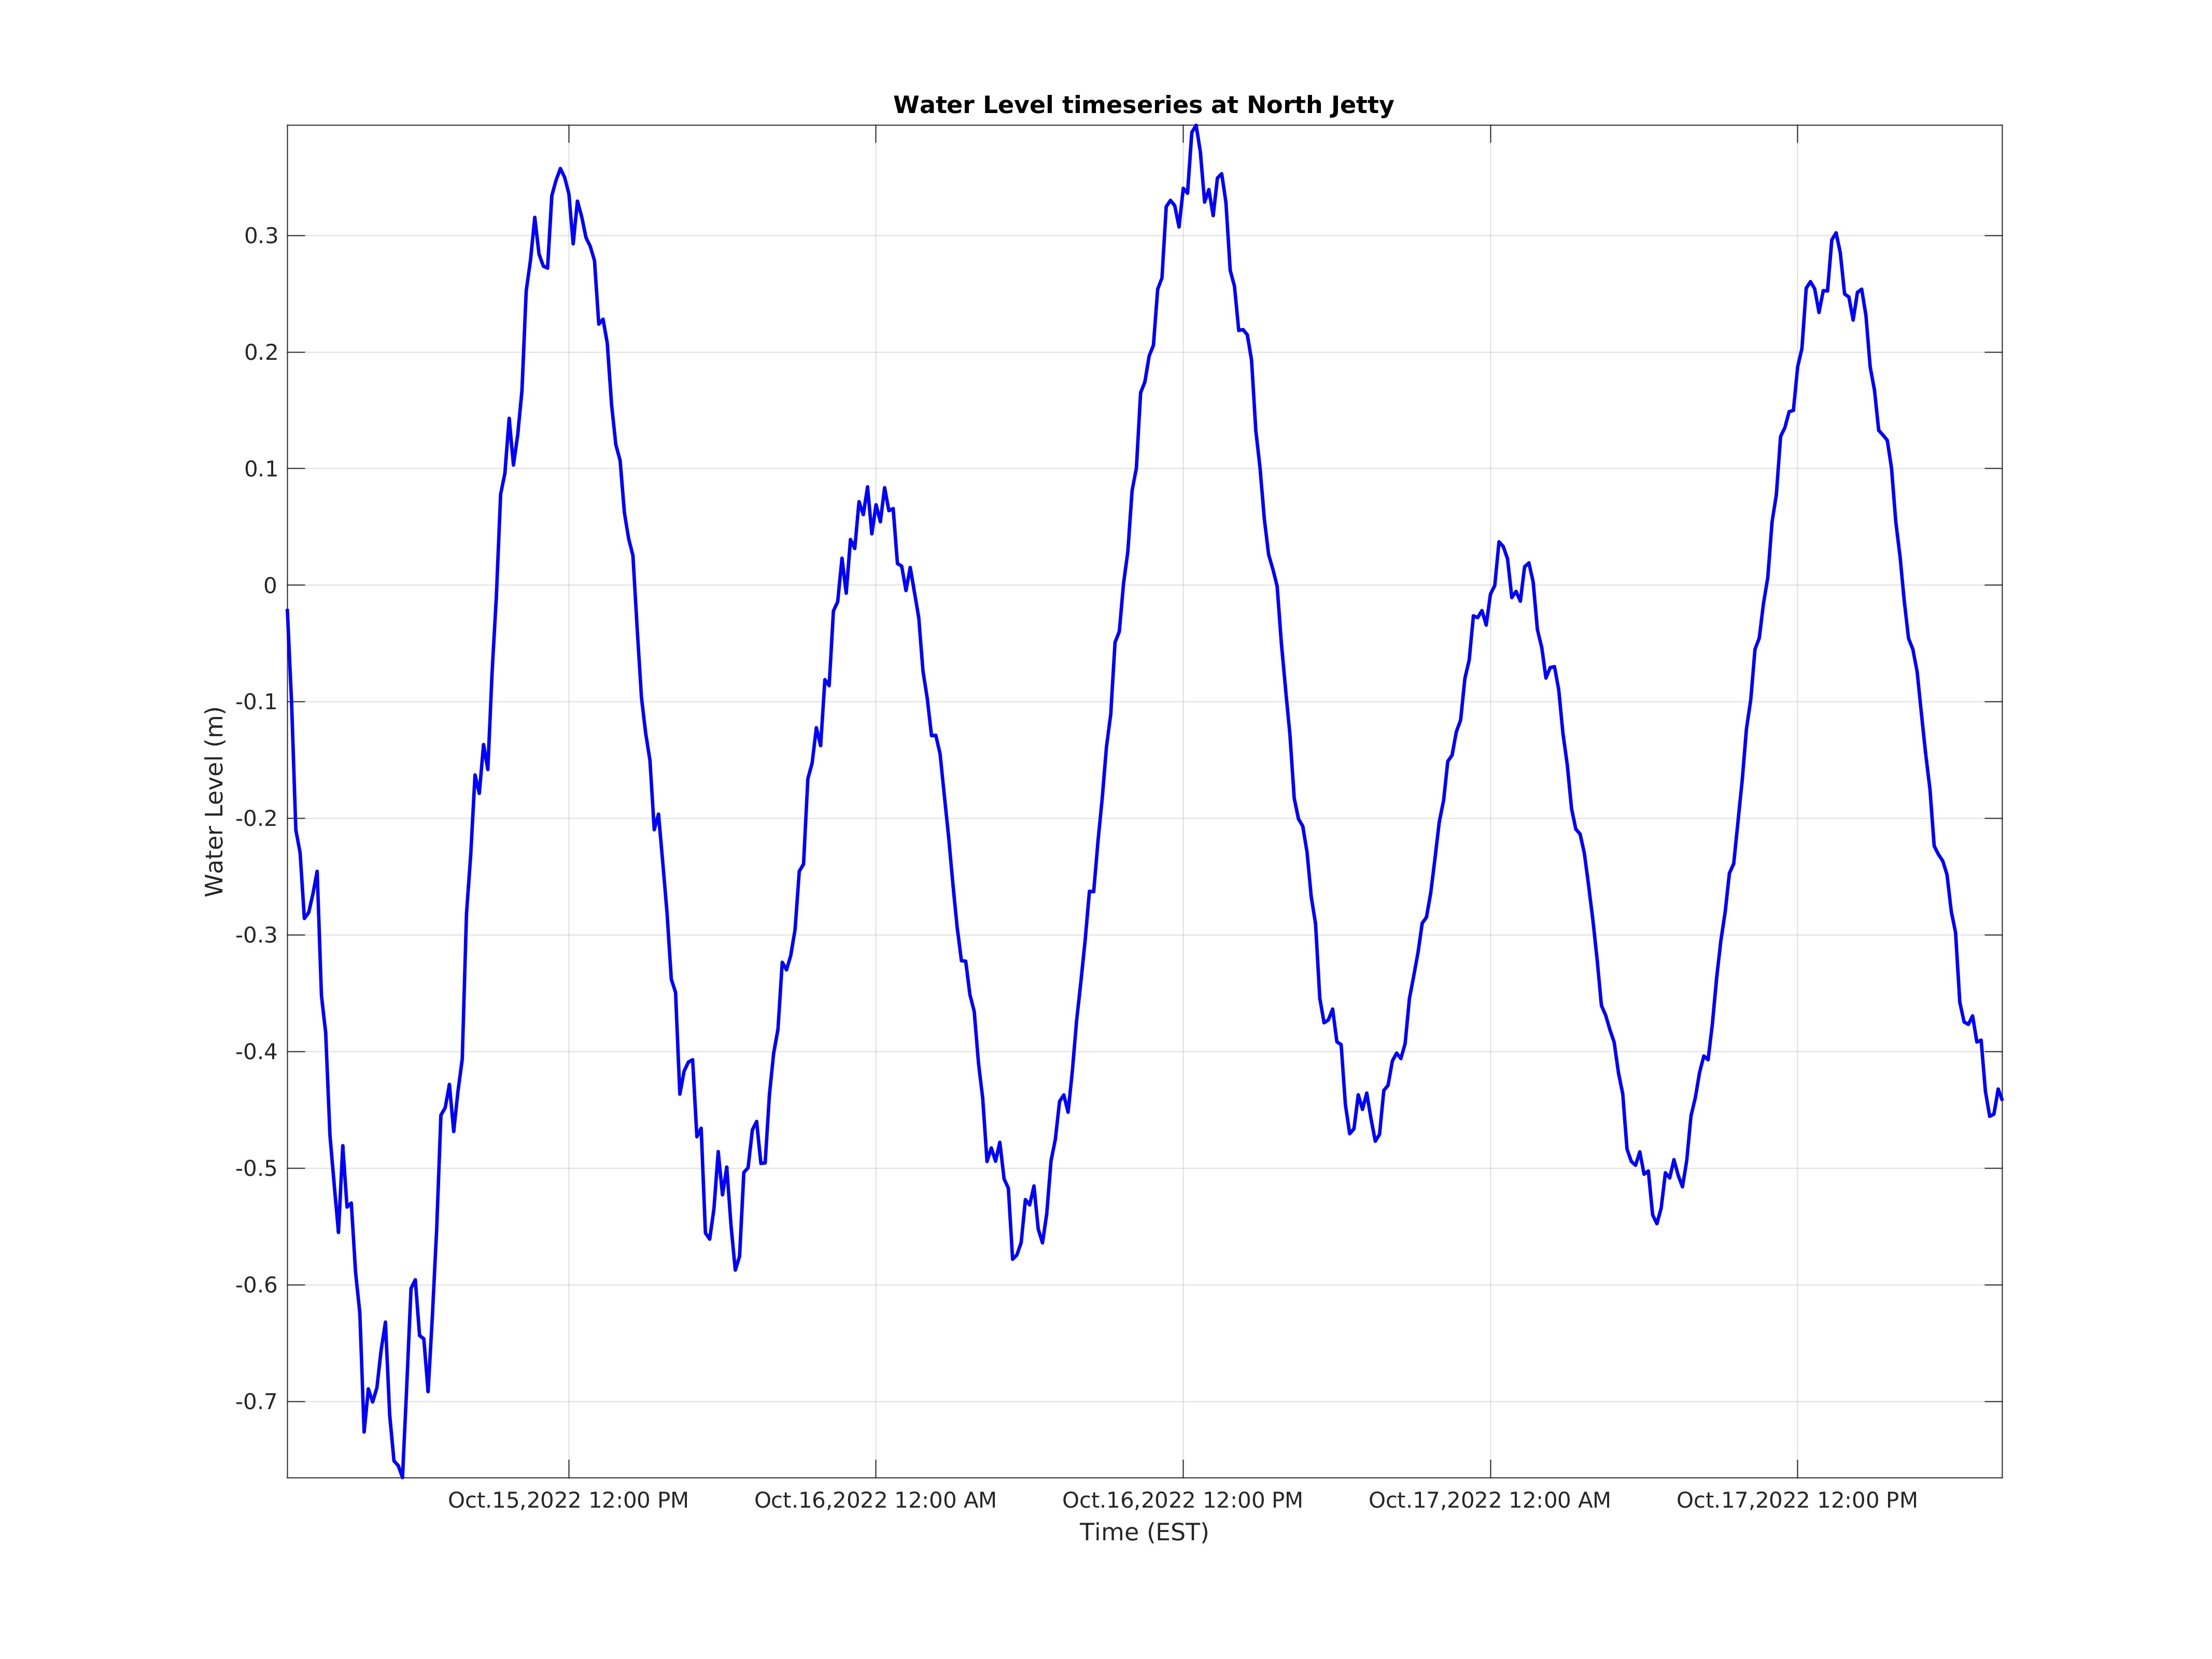 Water Level timeseries at North Jetty
0.3
0.2
0.1
0
-0.1
-0.2
-0.3
-0.4
-0.5
-0.6
-0.7
Water Level (m)
Oct.15,2022 12:00 PM
Oct.16,2022 12:00 AM
Oct.16,2022 12:00 PM
Oct.17,2022 12:00 AM
Oct.17,2022 12:00 PM
Time (EST)